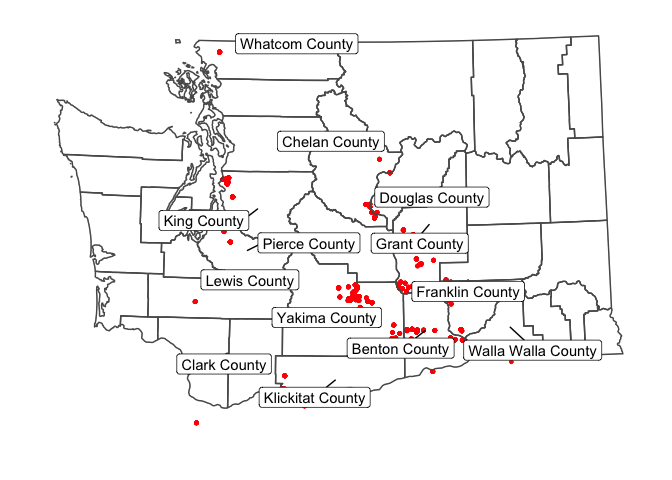 Whatcom County
Chelan County
Douglas County
King County
Pierce County
Grant County
Lewis County
Franklin County
Yakima County
Benton County
Walla Walla County
Clark County
Klickitat County